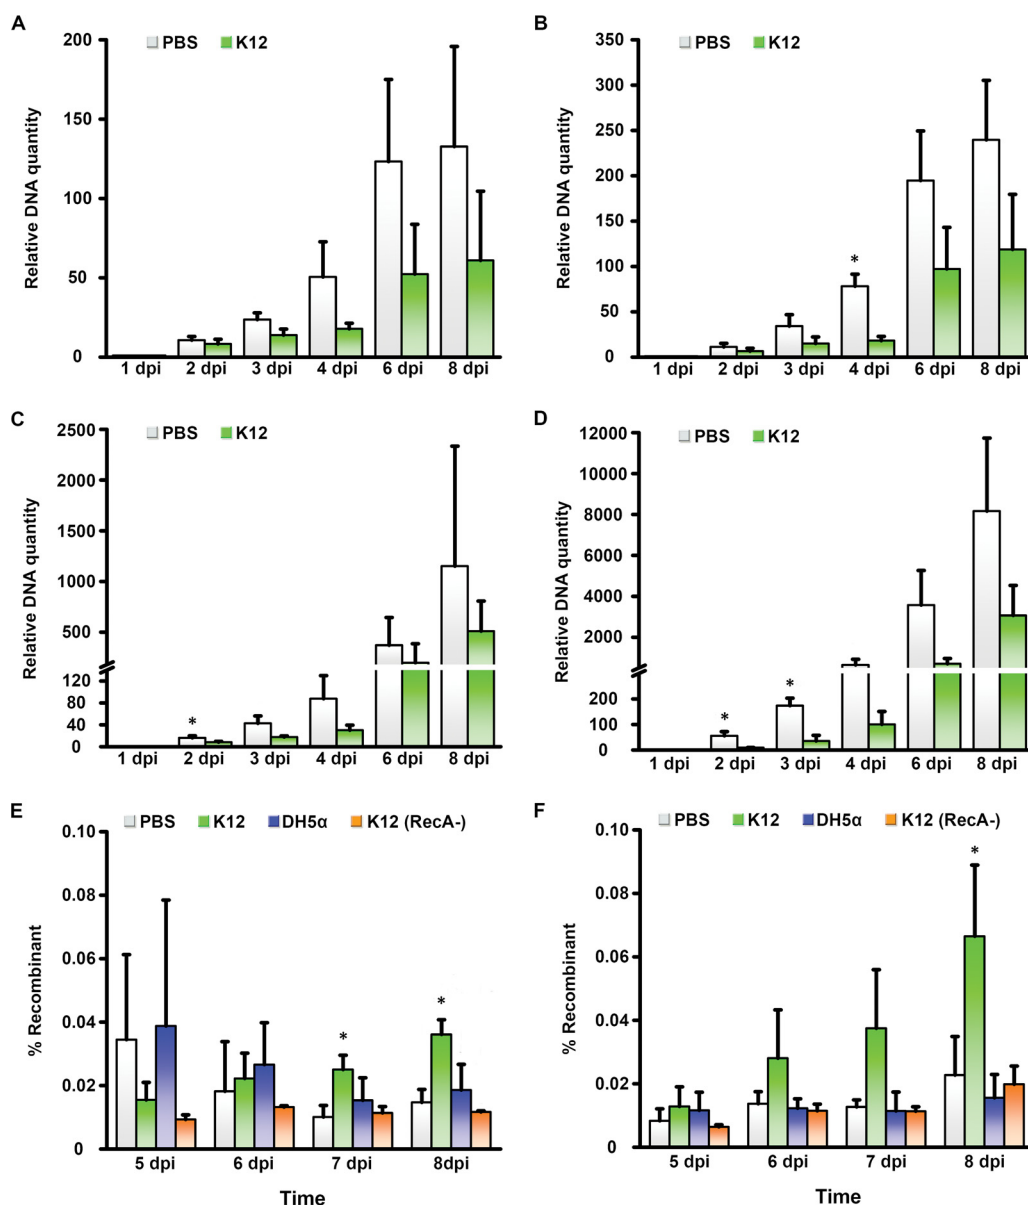 A
PBS K12
Relative DNA quantity
200
150
100
50
0
1 dpi 2 dpi 3 dpi 4 dpi 6 dpi 8 dpi
B
PBS K12
Relative DNA quantity
350
300
250
200
150
100
50
0
*
1 dpi 2 dpi 3 dpi 4 dpi 6 dpi 8 dpi
C
PBS K12
Relative DNA quantity
2500
2000
1500
1000
500
120
80
40
0
*
1 dpi 2 dpi 3 dpi 4 dpi 6 dpi 8 dpi
D
PBS K12
Relative DNA quantity
12000
10000
8000
6000
4000
2000
200
100
0
* *
1 dpi 2 dpi 3 dpi 4 dpi 6 dpi 8 dpi
E
PBS K12 DH5α K12 (RecA-)
% Recombinant
0.10
0.08
0.06
0.04
0.02
0
* *
5 dpi 6 dpi 7 dpi 8dpi
Time
F
PBS K12 DH5α K12 (RecA-)
% Recombinant
0.10
0.08
0.06
0.04
0.02
0
*
5 dpi 6 dpi 7 dpi 8 dpi
Time